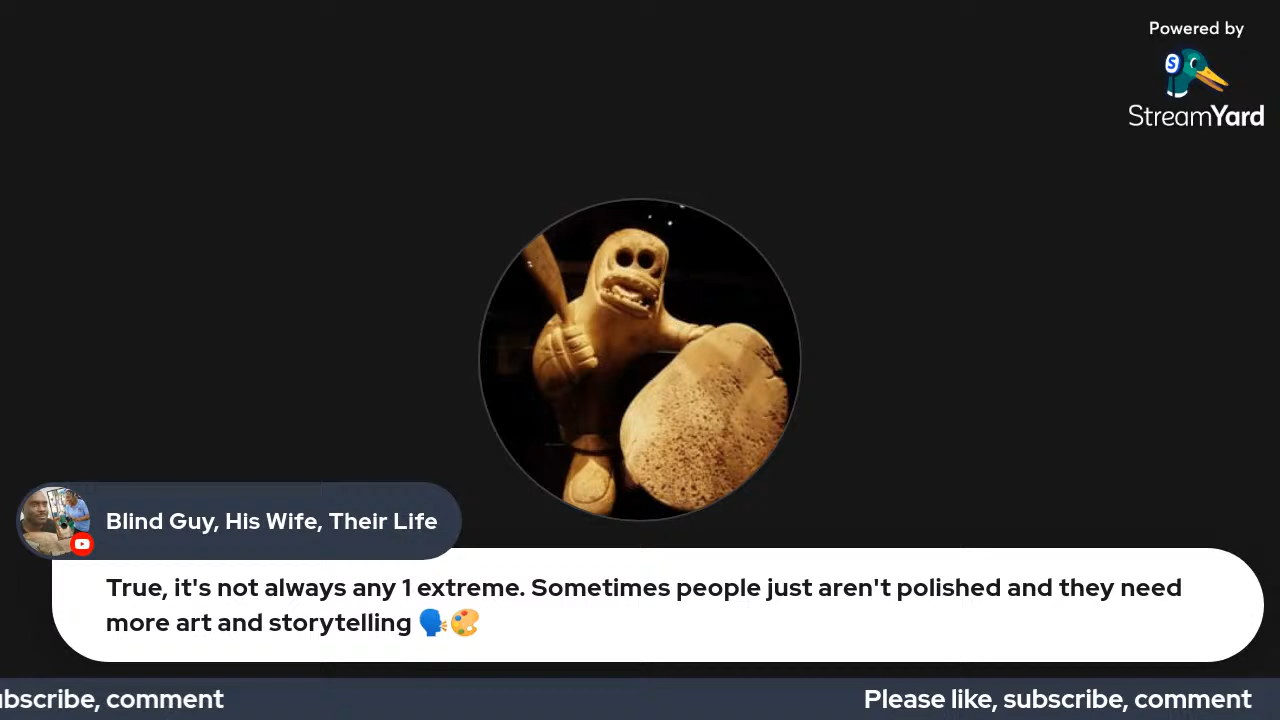 Powered by
StreamYard
Blind Guy, His Wife, Their Life
True, it's not always any 1 extreme. Sometimes people just aren't polished and they need
more art and storytelling 🗣️🎨
ubscribe, comment
Please like, subscribe, comment